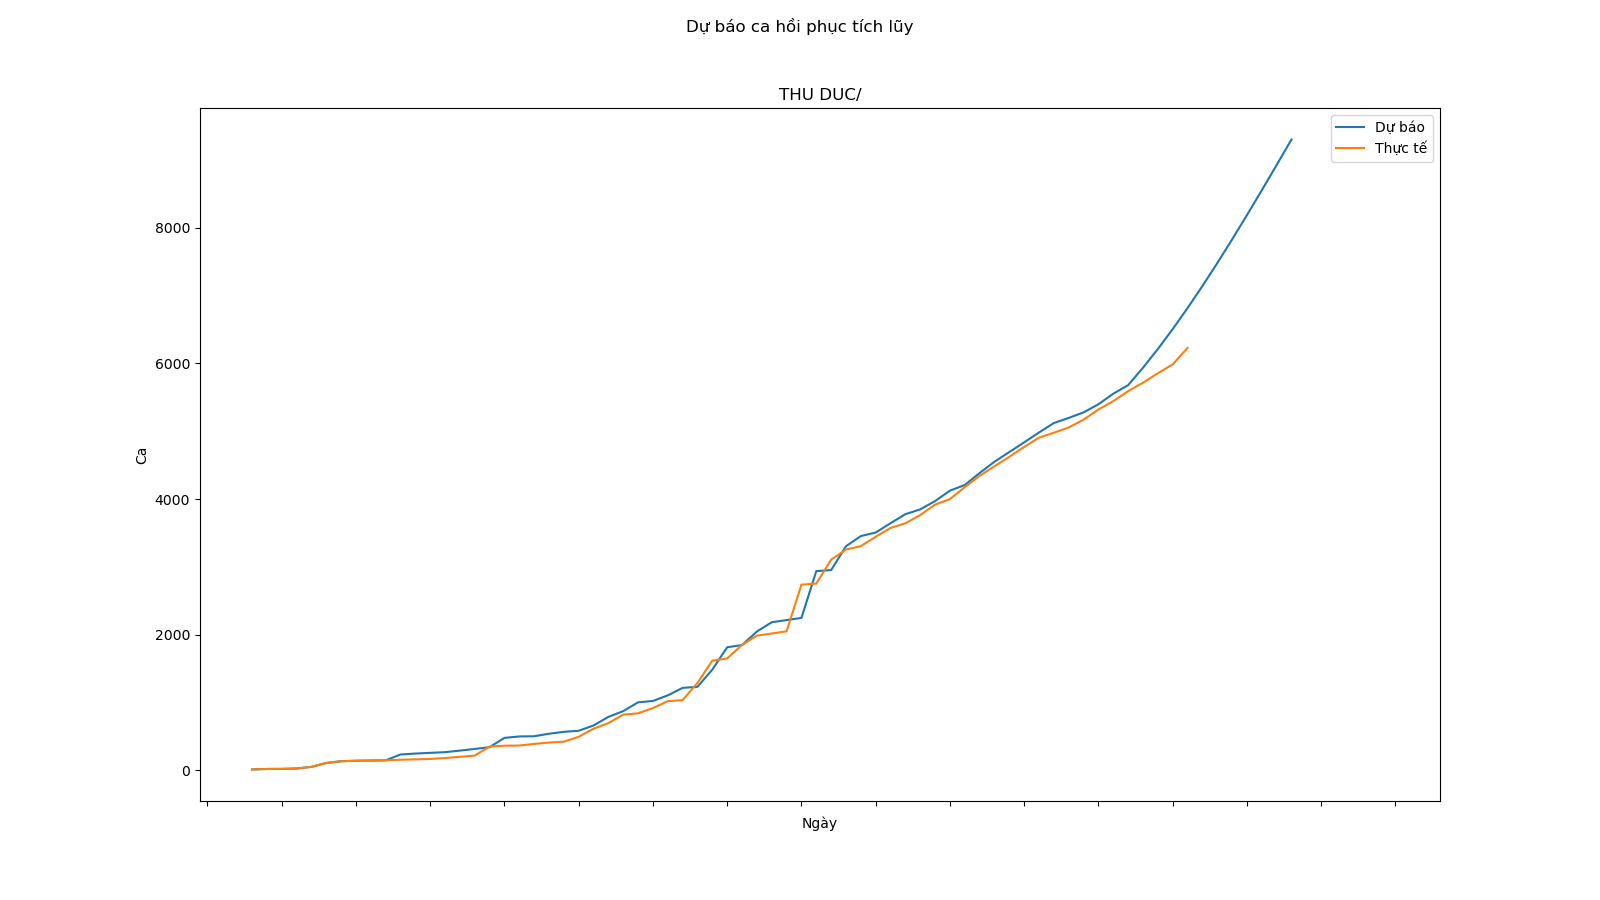 Dự báo ca hồi phục tích lũy
THU DUC/
Dự báo
Thực tế
8000
6000
4000
2000
0
Ca
Ngày